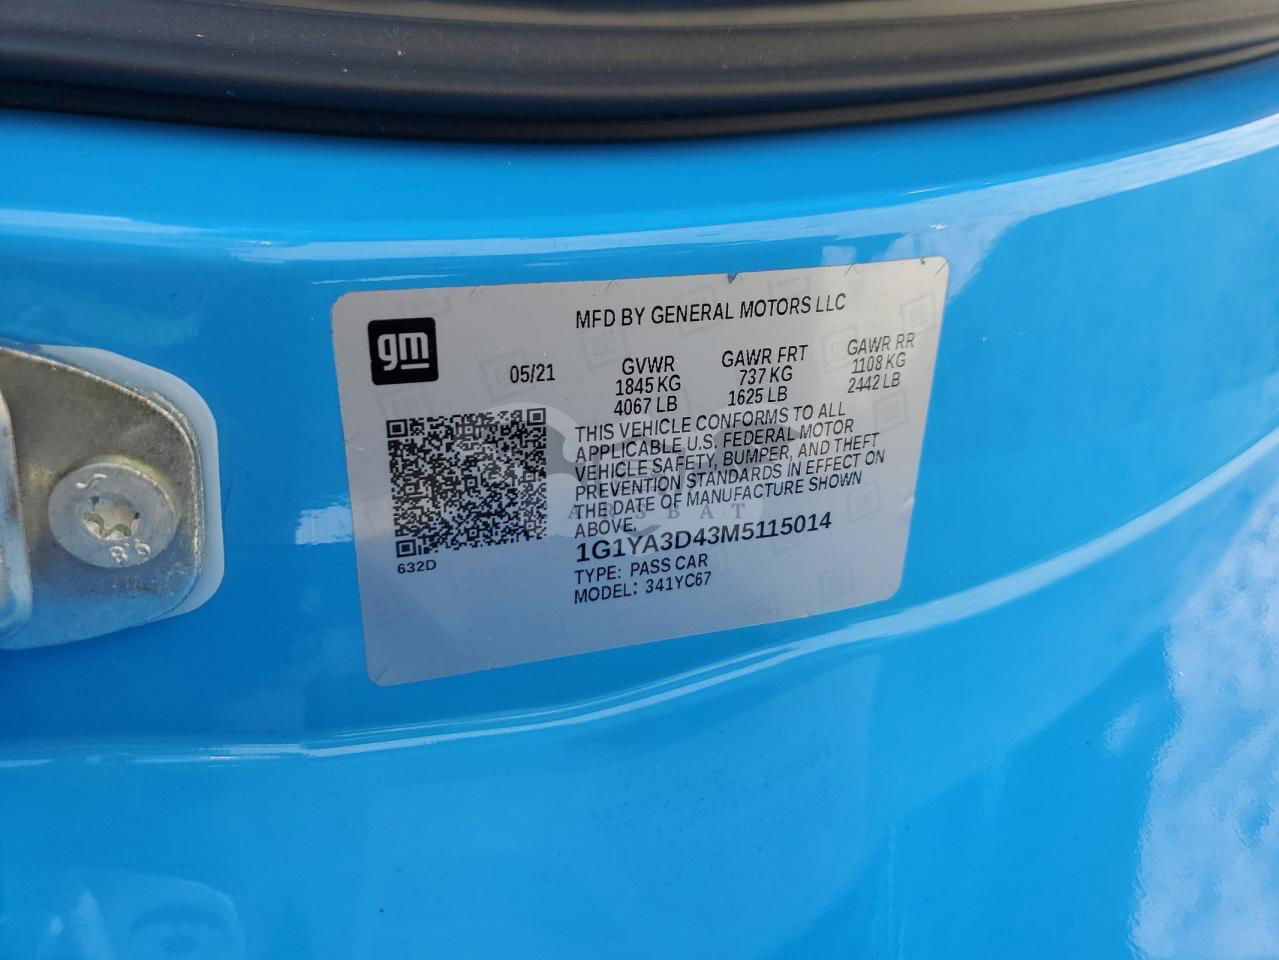 MFD BY GENERAL MOTORS LLC
gm
05/21
GVWR GAWR FRT GAWR RR
1845 KG 737 KG 1108 KG
4067 LB 1625 LB 2442 LB
THIS VEHICLE CONFORMS TO ALL
APPLICABLE U.S. FEDERAL MOTOR
VEHICLE SAFETY, BUMPER, AND THEFT
PREVENTION STANDARDS IN EFFECT ON
THE DATE OF MANUFACTURE SHOWN
ABOVE.
1G1YA3D43M5115014
TYPE: PASS CAR
MODEL: 341YC67
632D